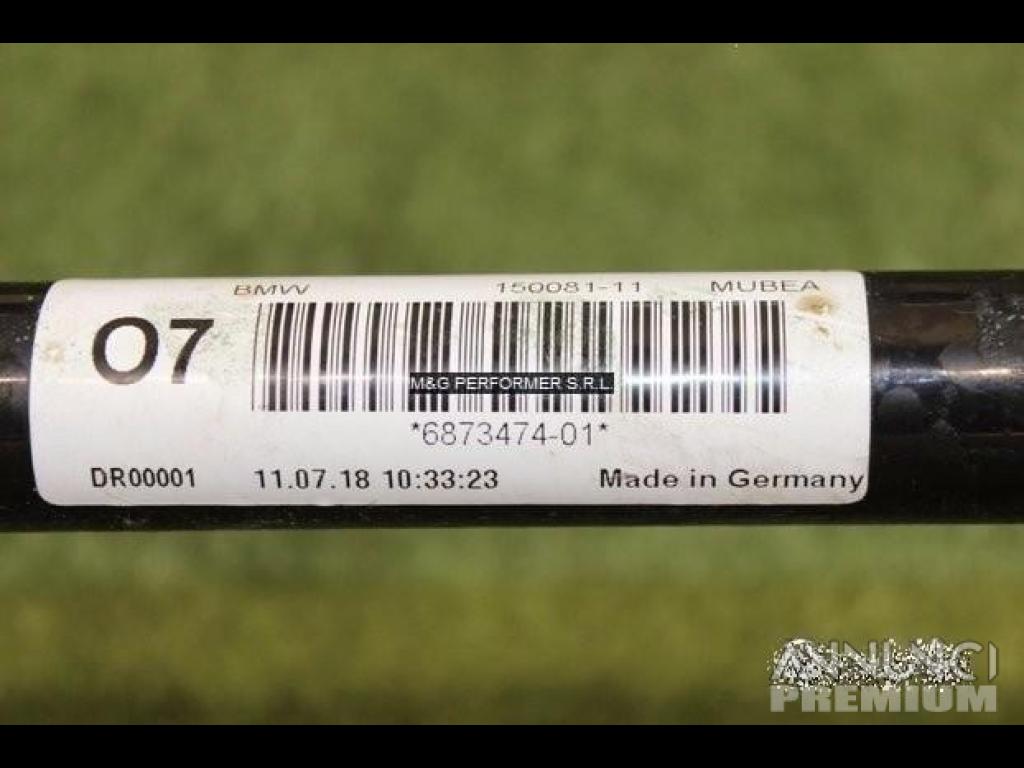 BMW 150081-11 MUBEA
O7
M&G PERFORMER S.R.L.
*6873474-01*
DR00001 11.07.18 10:33:23 Made in Germany
ANNUNCI
PREMIUM